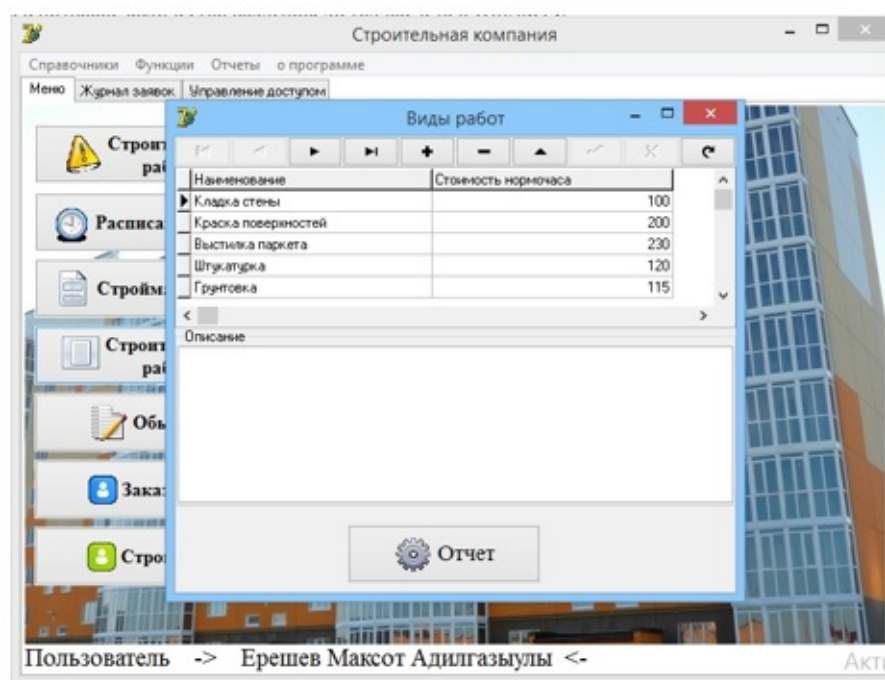 Строительная компания
Справочники Функции Отчеты о программе
Меню Журнал заявок Управление доступом
Виды работ
Наименование Стоимость нормочаса
Кладка стены 100
Краска поверхностей 200
Выстилка паркета 230
Штукатурка 120
Грунтовка 115
Описание
Отчет
Пользователь -> Ерешев Максот Адилгазыулы <-